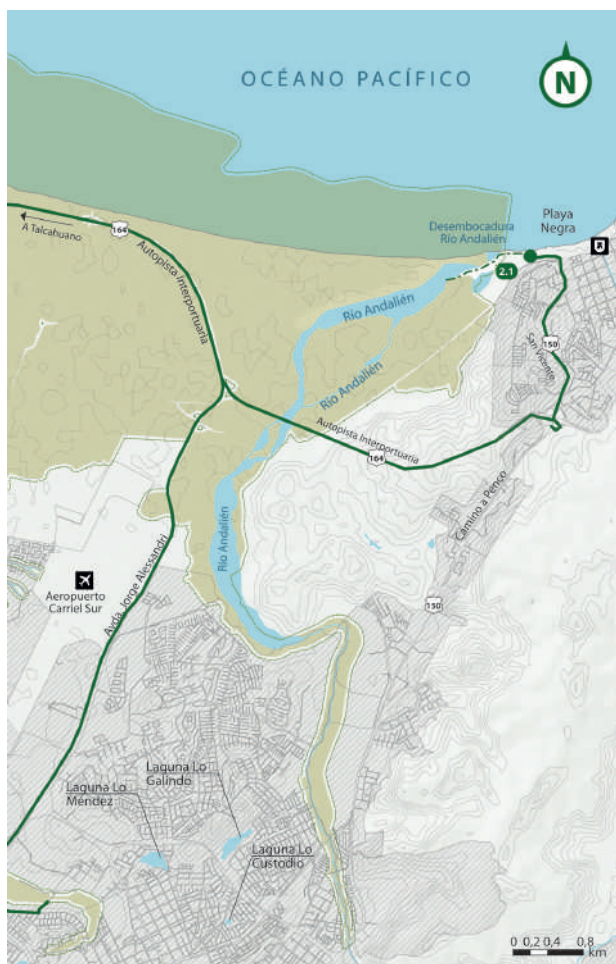 OCÉANO PACÍFICO
N
Playa
Negra
Desembocadura
Río Andalién
2.1
A Talcahuano
164
Autopista Interportuaria
Río Andalién
150
San Vicente
Río Andalién
Autopista Interportuaria
164
Camino a Penco
Río Andalién
150
Aeropuerto
Carriel Sur
Avda. Jorge Alessandri
Laguna Lo
Galindo
Laguna Lo
Méndez
Laguna Lo
Custodio
0 0,2 0,4 0,8
km